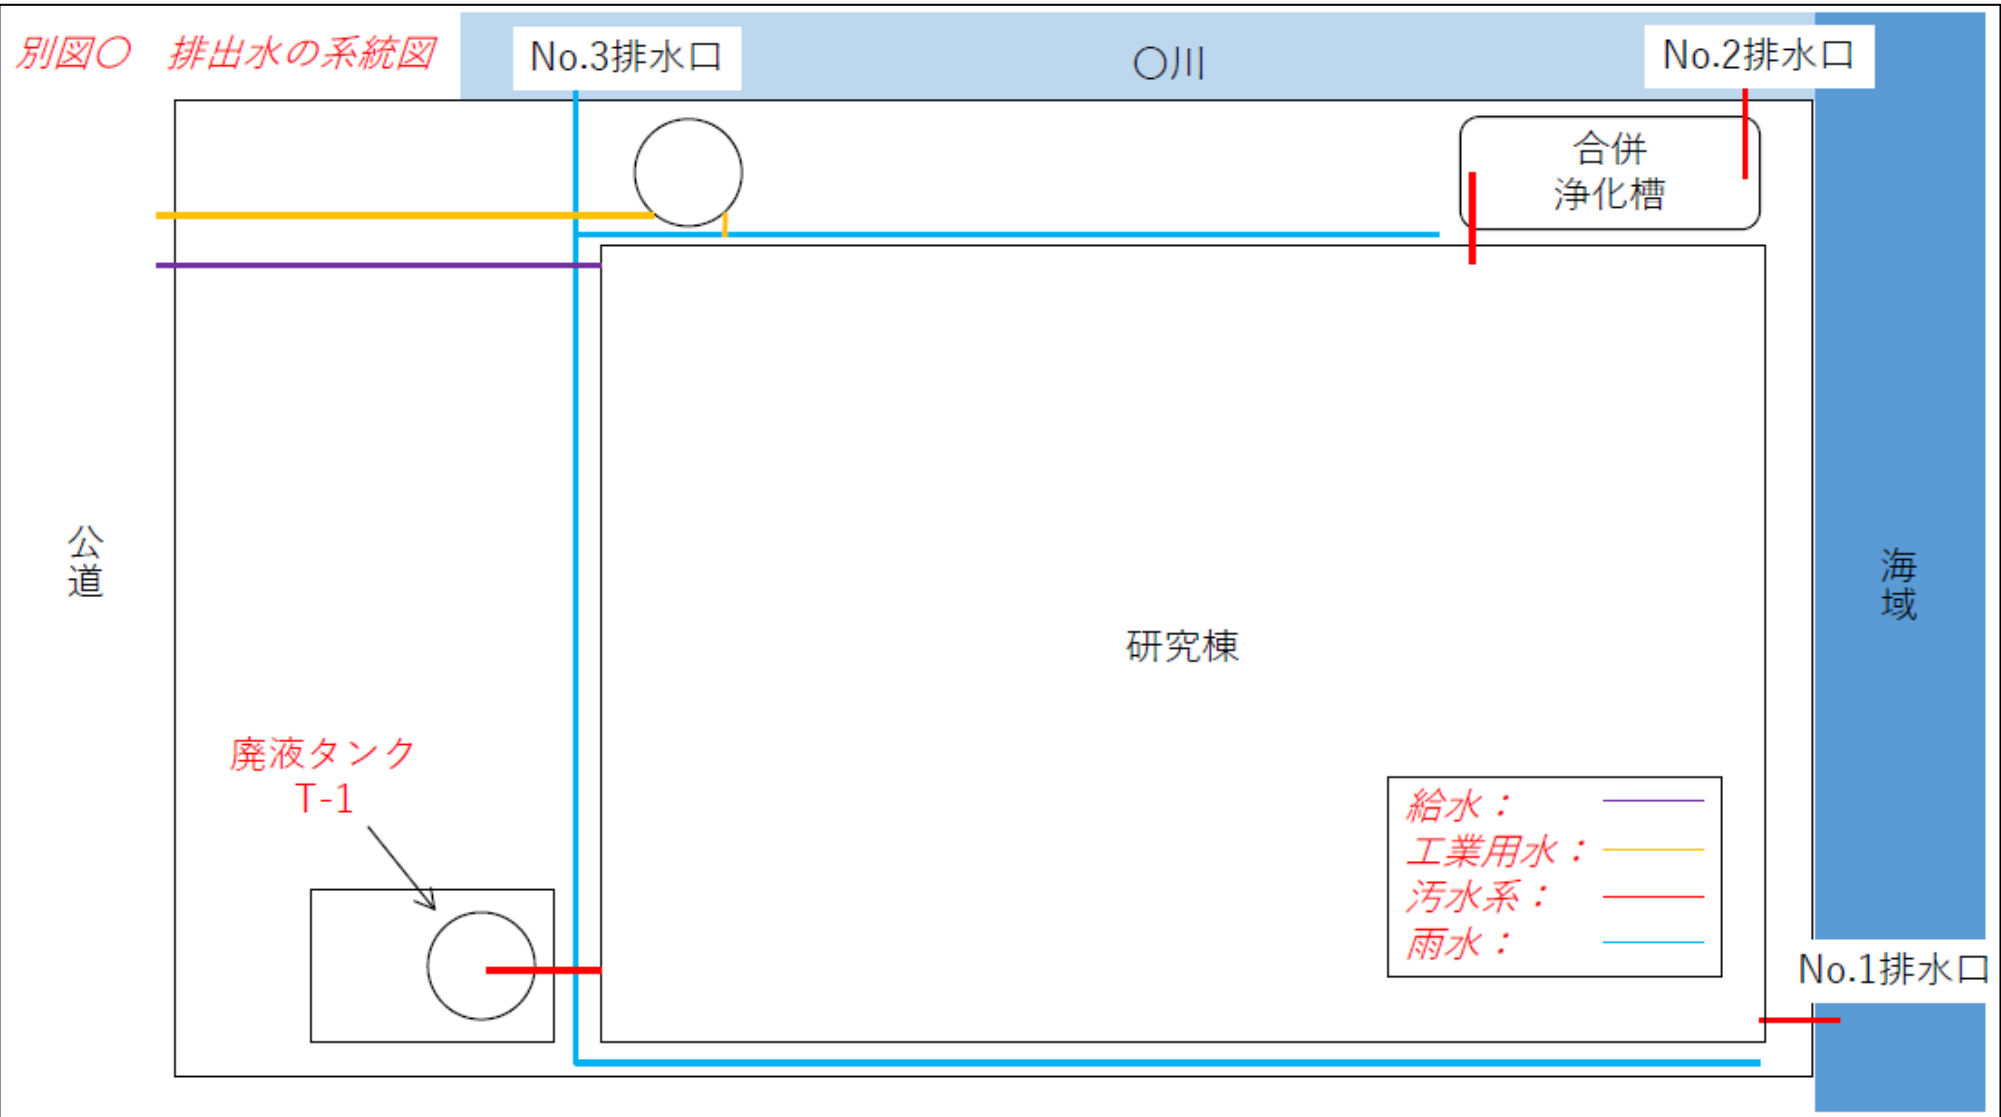 別図〇 排出水の系統図
No.3排水口
〇川
No.2排水口
合併
浄化槽
公道
海域
研究棟
廃液タンク
T-1
給水：
工業用水：
汚水系：
雨水：
No.1排水口